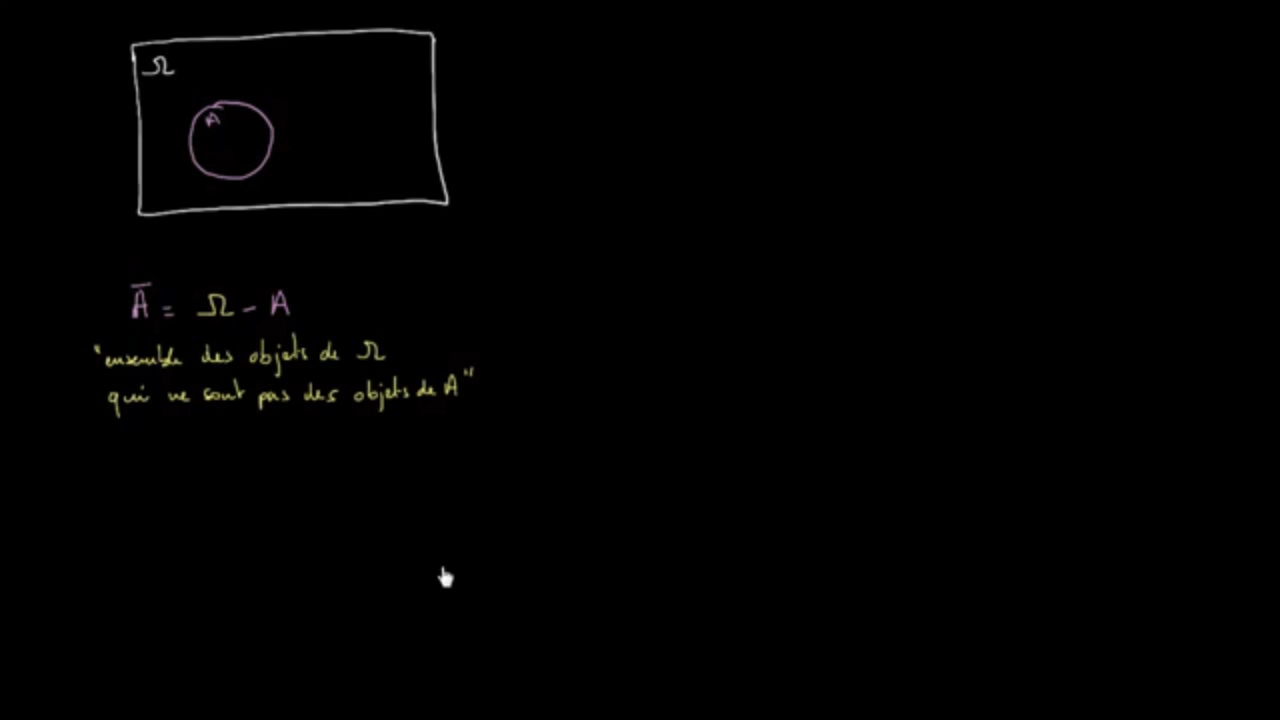 Ω
A
Ā = Ω - A
"ensemble des objets de Ω
qui ne sont pas des objets de A"